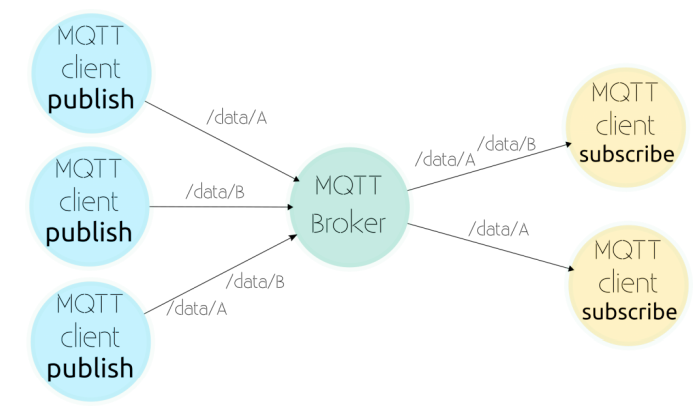 MQTT
client
publish
/data/A
MQTT
client
publish
/data/B
MQTT
client
publish
/data/A
/data/B
MQTT
Broker
/data/A
/data/B
MQTT
client
subscribe
/data/A
MQTT
client
subscribe